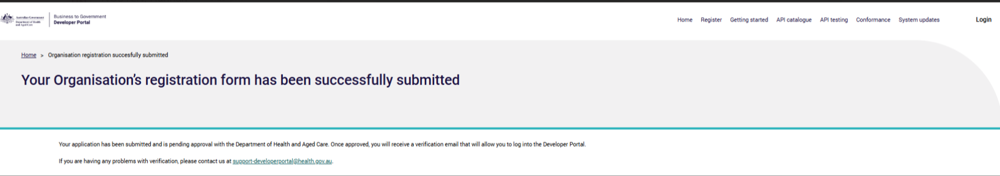 Australian Government
Department of Health
and Aged Care
Business to Government
Developer Portal
Home Register Getting started API catalogue API testing Conformance System updates Login
Home > Organisation registration succesfully submitted
Your Organisation's registration form has been successfully submitted
Your application has been submitted and is pending approval with the Department of Health and Aged Care. Once approved, you will receive a verification email that will allow you to log into the Developer Portal.
If you are having any problems with verification, please contact us at support-developerportal@health.gov.au.